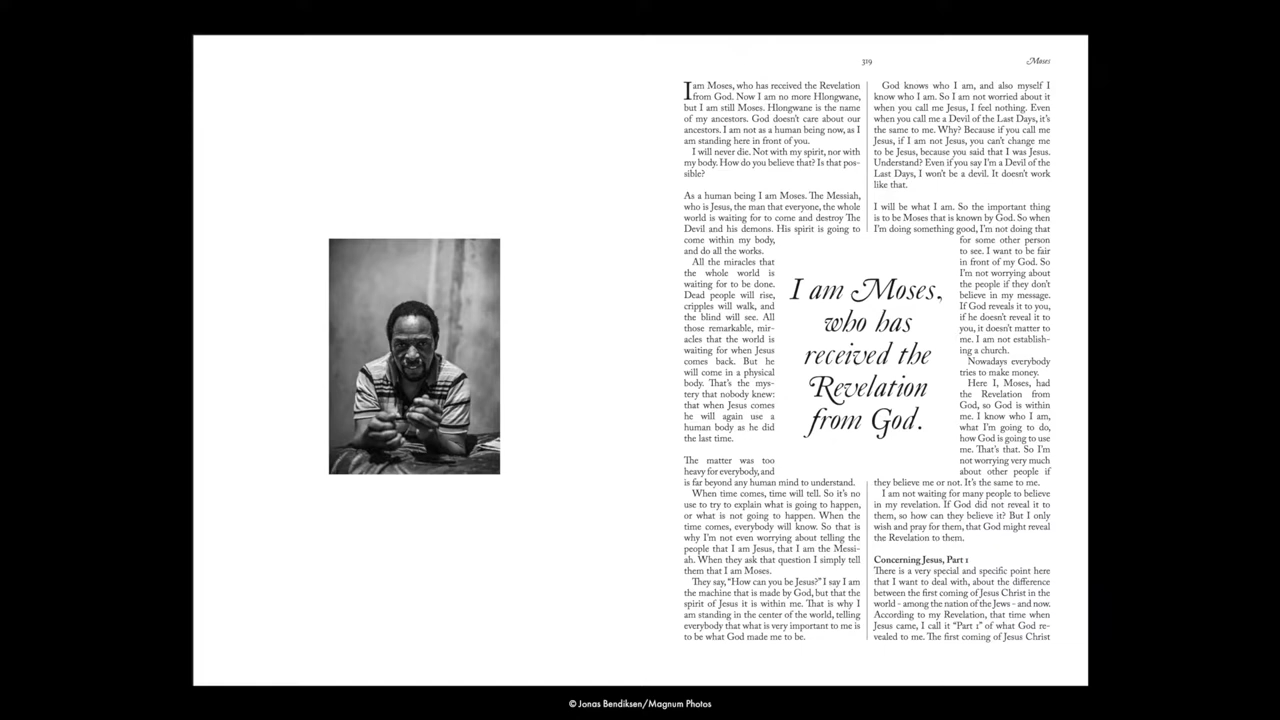 319
Moses
I am Moses, who has received the Revelation
from God. Now I am no more Hlongwane,
but I am still Moses. Hlongwane is the name
of my ancestors. God doesn't care about our
ancestors. I am not as a human being now, as I
am standing here in front of you.
I will never die. Not with my spirit, nor with
my body. How do you believe that? Is that pos-
sible?
As a human being I am Moses. The Messiah,
who is Jesus, the man that everyone, the whole
world is waiting for to come and destroy The
Devil and his demons. His spirit is going to
come within my body,
and do all the works.
All the miracles that
the whole world is
waiting for to be done.
Dead people will rise,
cripples will walk, and
the blind will see. All
those remarkable, mir-
acles that the world is
waiting for when Jesus
comes back. But he
will come in a physical
body. That's the mys-
tery that nobody knew:
that when Jesus comes
he will again use a
human body as he did
the last time.
The matter was too
heavy for everybody, and
is far beyond any human mind to understand.
When time comes, time will tell. So it's no
use to try to explain what is going to happen,
or what is not going to happen. When the
time comes, everybody will know. So that is
why I'm not even worrying about telling the
people that I am Jesus, that I am the Messi-
ah. When they ask that question I simply tell
them that I am Moses.
They say, "How can you be Jesus?" I say I am
the machine that is made by God, but that the
spirit of Jesus it is within me. That is why I
am standing in the center of the world, telling
everybody that what is very important to me is
to be what God made me to be.
I am Moses,
who has
received the
Revelation
from God.
God knows who I am, and also myself I
know who I am. So I am not worried about it
when you call me Jesus, I feel nothing. Even
when you call me a Devil of the Last Days, it's
the same to me. Why? Because if you call me
Jesus, if I am not Jesus, you can't change me
to be Jesus, because you said that I was Jesus.
Understand? Even if you say I'm a Devil of the
Last Days, I won't be a devil. It doesn't work
like that.
I will be what I am. So the important thing
is to be Moses that is known by God. So when
I'm doing something good, I'm not doing that
for some other person
to see. I want to be fair
in front of my God. So
I'm not worrying about
the people if they don't
believe in my message.
If God reveals it to you,
if he doesn't reveal it to
you, it doesn't matter to
me. I am not establish-
ing a church.
Nowadays everybody
tries to make money.
Here I, Moses, had
the Revelation from
God, so God is within
me. I know who I am,
what I'm going to do,
how God is going to use
me. That's that. So I'm
not worrying very much
about other people if
they believe me or not. It's the same to me.
I am not waiting for many people to believe
in my revelation. If God did not reveal it to
them, so how can they believe it? But I only
wish and pray for them, that God might reveal
the Revelation to them.
Concerning Jesus, Part 1
There is a very special and specific point here
that I want to deal with, about the difference
between the first coming of Jesus Christ in the
world - among the nation of the Jews - and now.
According to my Revelation, that time when
Jesus came, I call it "Part 1" of what God re-
vealed to me. The first coming of Jesus Christ
© Jonas Bendiksen/Magnum Photos